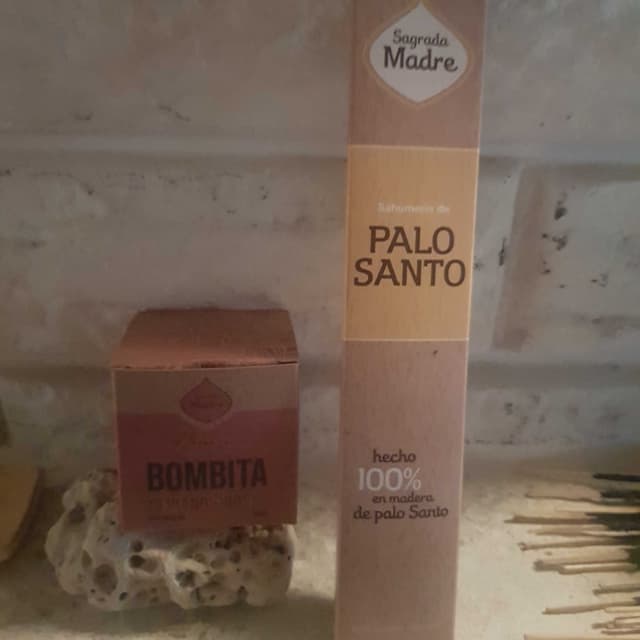 Sagrada
Madre
Sahumerio de
PALO
SANTO
hecho
100%
en madera
de palo Santo
BOMBITA